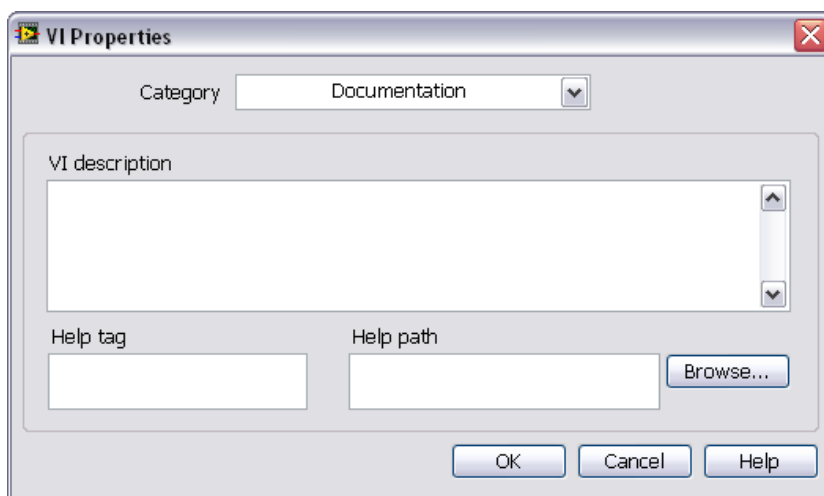 VI Properties
Category Documentation
VI description
Help tag Help path
Browse...
OK Cancel Help